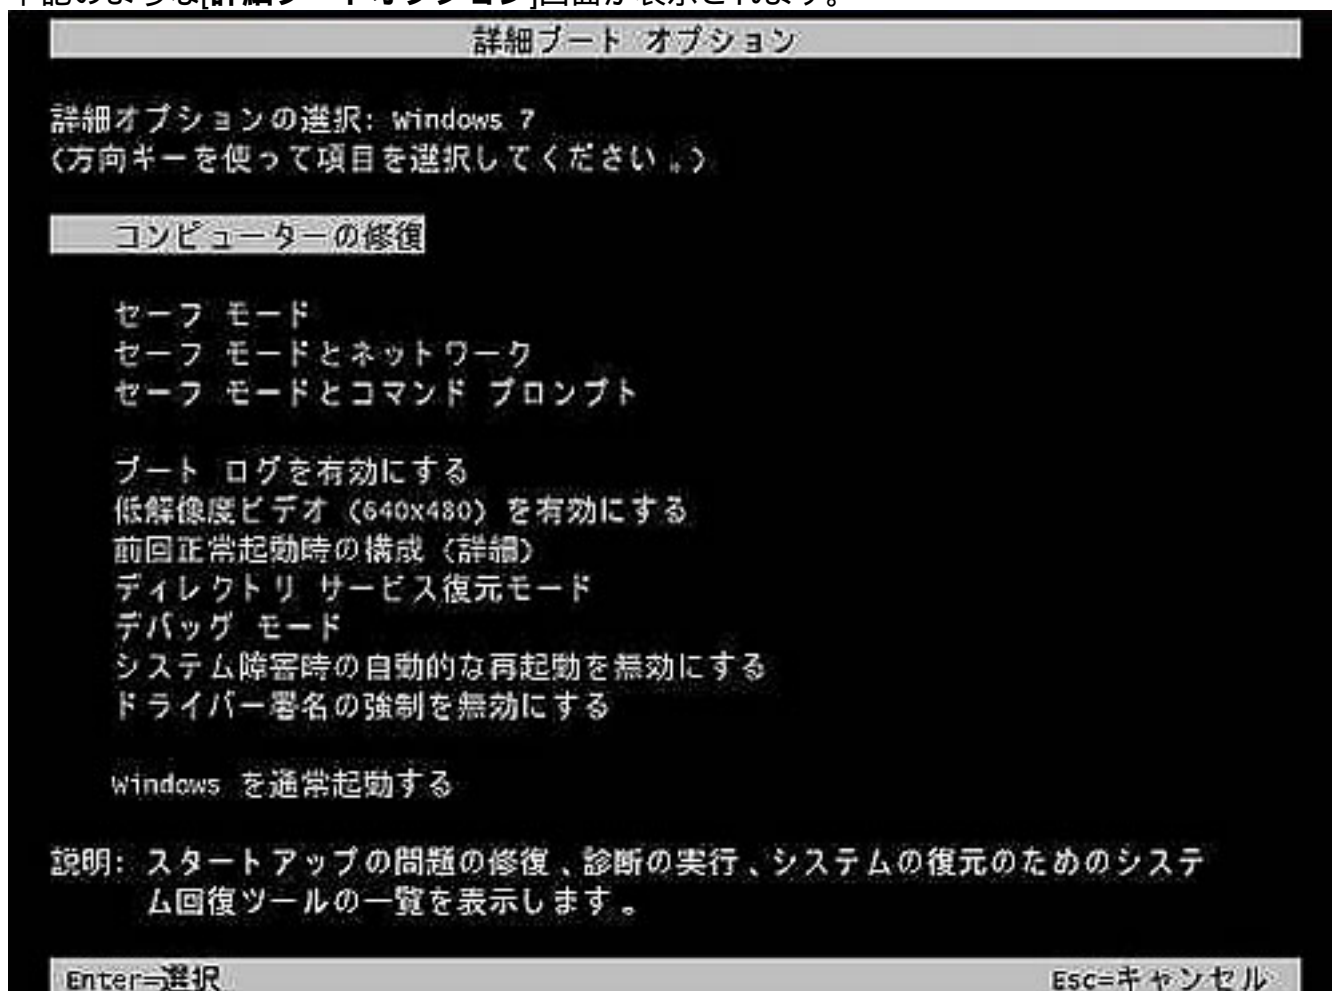 下記のような[詳細ブートオプション]画面が表示されます。
詳細ブート オプション
詳細オプションの選択: Windows 7
(方向キーを使って項目を選択してください。)
コンピューターの修復
セーフ モード
セーフ モードとネットワーク
セーフ モードとコマンド プロンプト
ブート ログを有効にする
低解像度ビデオ (640x480) を有効にする
前回正常起動時の構成 (詳細)
ディレクトリ サービス復元モード
デバッグ モード
システム障害時の自動的な再起動を無効にする
ドライバー署名の強制を無効にする
Windows を通常起動する
説明: スタートアップの問題の修復、診断の実行、システムの復元のためのシステ
ム回復ツールの一覧を表示します。
Enter=選択 Esc=キャンセル